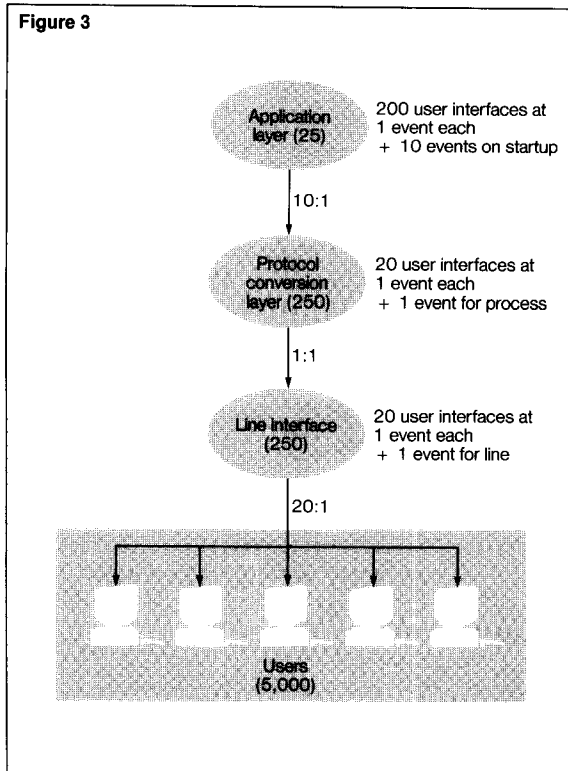 Figure 3
Application
layer (25)
200 user interfaces at
1 event each
+ 10 events on startup
10:1
Protocol
conversion
layer (250)
20 user interfaces at
1 event each
+ 1 event for process
1:1
Line interface
(250)
20 user interfaces at
1 event each
+ 1 event for line
20:1
Users
(5,000)